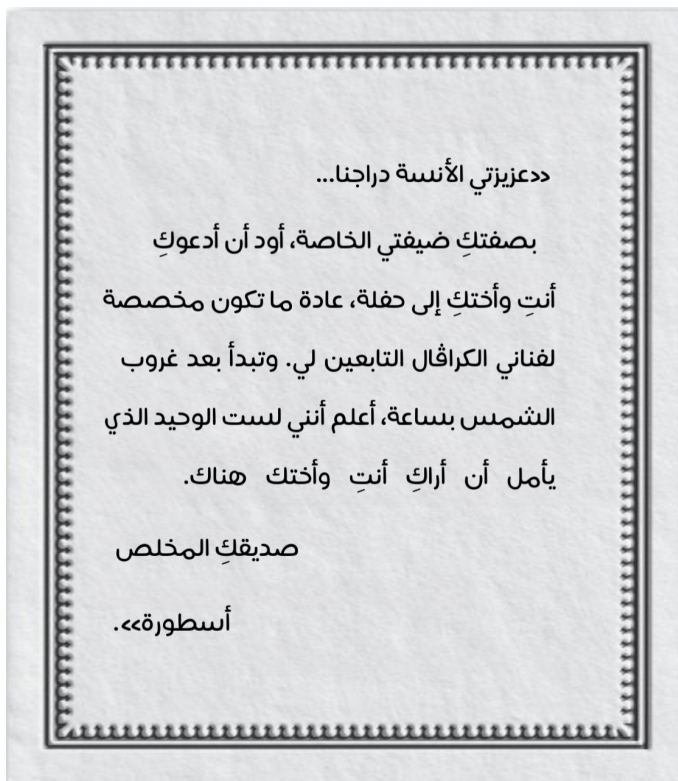 <<عزيزتي الأنسة دراجنا...
بصفتكِ ضيفتي الخاصة، أود أن أدعوكِ
أنتِ وأختكِ إلى حفلة، عادة ما تكون مخصصة
لفناني الكراڤال التابعين لي. وتبدأ بعد غروب
الشمس بساعة، أعلم أنني لست الوحيد الذي
يأمل أن أراكِ أنتِ وأختك هناك.
صديقكِ المخلص
أسطورة>>.